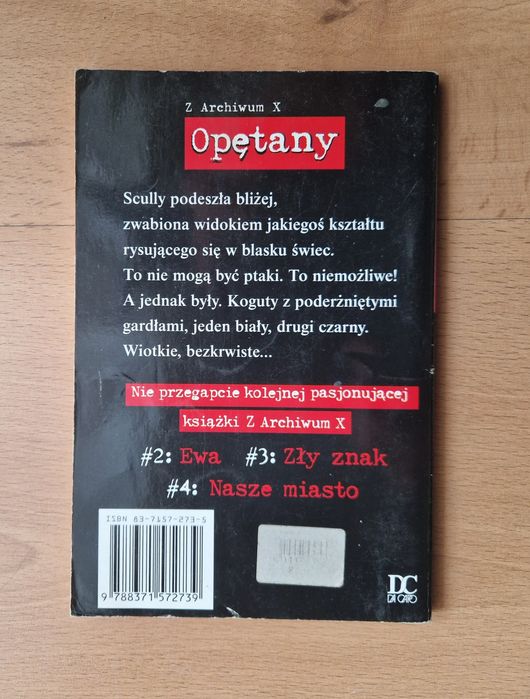 Z Archiwum X
Opętany
Scully podeszła bliżej,
zwabiona widokiem jakiegoś kształtu
rysującego się w blasku świec.
To nie mogą być ptaki. To niemożliwe!
A jednak były. Koguty z poderżniętymi
gardłami, jeden biały, drugi czarny.
Wiotkie, bezkrwiste...
Nie przegapcie kolejnej pasjonującej
książki Z Archiwum X
#2: Ewa #3: Zły znak
#4: Nasze miasto
ISBN 83-7157-273-5
9 788371 572739
DC
DA CAPO